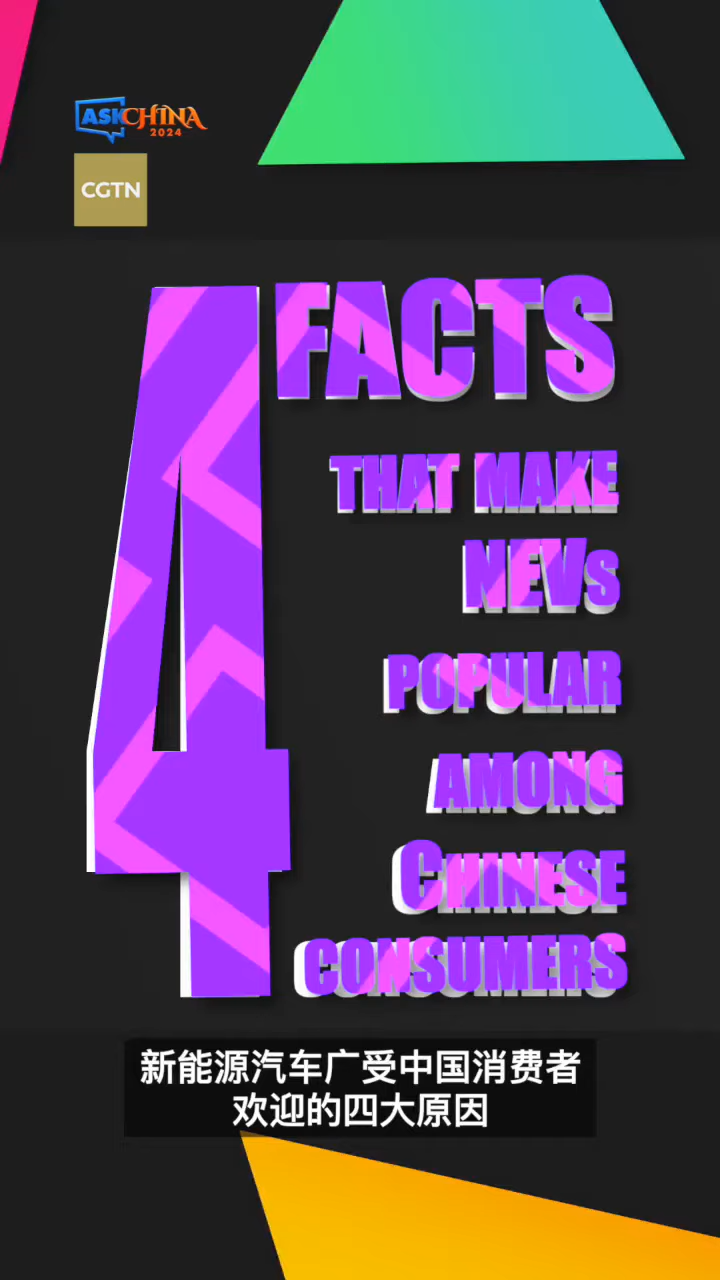 ASK CHINA
2024
CGTN
4 FACTS
THAT MAKE
NEVs
POPULAR
AMONG
CHINESE
CONSUMERS
新能源汽车广受中国消费者
欢迎的四大原因